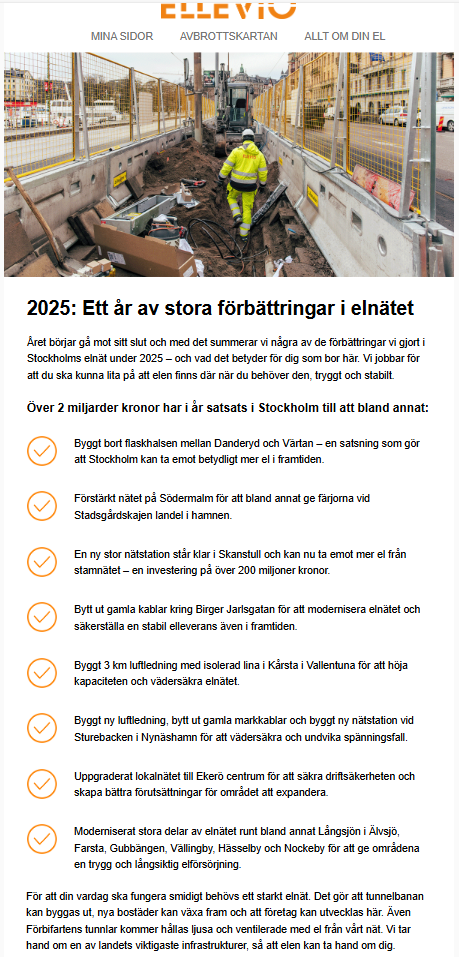 ELLEVIO
MINA SIDOR AVBROTTSKARTAN ALLT OM DIN EL
2025: Ett år av stora förbättringar i elnätet
Året börjar gå mot sitt slut och med det summerar vi några av de förbättringar vi gjort i
Stockholms elnät under 2025 – och vad det betyder för dig som bor här. Vi jobbar för
att du ska kunna lita på att elen finns där när du behöver den, tryggt och stabilt.
Över 2 miljarder kronor har i år satsats i Stockholm till att bland annat:
Byggt bort flaskhalsen mellan Danderyd och Värtan – en satsning som gör
att Stockholm kan ta emot betydligt mer el i framtiden.
Förstärkt nätet på Södermalm för att bland annat ge färjorna vid
Stadsgårdskajen landel i hamnen.
En ny stor nätstation står klar i Skanstull och kan nu ta emot mer el från
stamnätet – en investering på över 200 miljoner kronor.
Bytt ut gamla kablar kring Birger Jarlsgatan för att modernisera elnätet och
säkerställa en stabil elleverans även i framtiden.
Byggt 3 km luftledning med isolerad lina i Kårsta i Vallentuna för att höja
kapaciteten och vädersäkra elnätet.
Byggt ny luftledning, bytt ut gamla markkablar och byggt ny nätstation vid
Sturebacken i Nynäshamn för att vädersäkra och undvika spänningsfall.
Uppgraderat lokalnätet till Ekerö centrum för att säkra driftsäkerheten och
skapa bättra förutsättningar för området att expandera.
Moderniserat stora delar av elnätet runt bland annat Långsjön i Älvsjö,
Farsta, Gubbängen, Vällingby, Hässelby och Nockeby för att ge områdena
en trygg och långsiktig elförsörjning.
För att din vardag ska fungera smidigt behövs ett starkt elnät. Det gör att tunnelbanan
kan byggas ut, nya bostäder kan växa fram och att företag kan utvecklas här. Även
Förbifartens tunnlar kommer hållas ljusa och ventilerade med el från vårt nät. Vi tar
hand om en av landets viktigaste infrastrukturer, så att elen kan ta hand om dig.